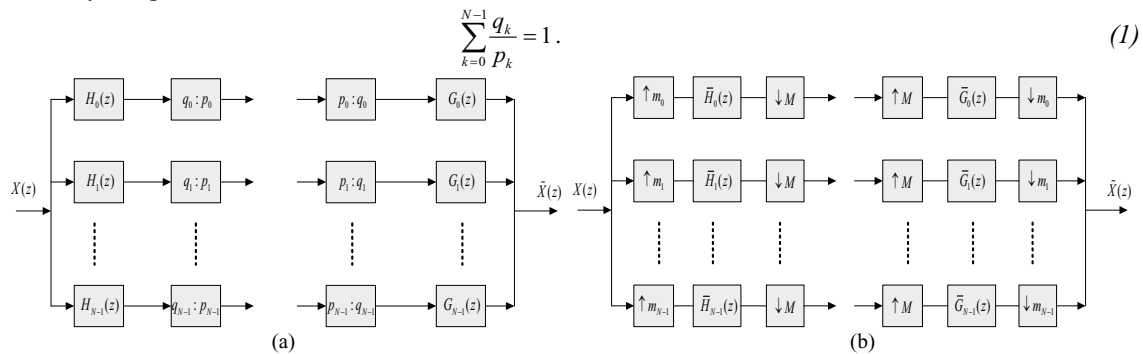 \sum_{k=0}^{N-1} \frac{q_k}{p_k} = 1 . (1)
H_0(z) q_0 : p_0 p_0 : q_0 G_0(z) ↑ m_0 H̄_0(z) ↓ M ↑ M Ḡ_0(z) ↓ m_0
H_1(z) q_1 : p_1 p_1 : q_1 G_1(z) ↑ m_1 H̄_1(z) ↓ M ↑ M Ḡ_1(z) ↓ m_1
X(z) X̃(z) X(z) X̃(z)
H_{N-1}(z) q_{N-1} : p_{N-1} p_{N-1} : q_{N-1} G_{N-1}(z) ↑ m_{N-1} H̄_{N-1}(z) ↓ M ↑ M Ḡ_{N-1}(z) ↓ m_{N-1}
(a) (b)